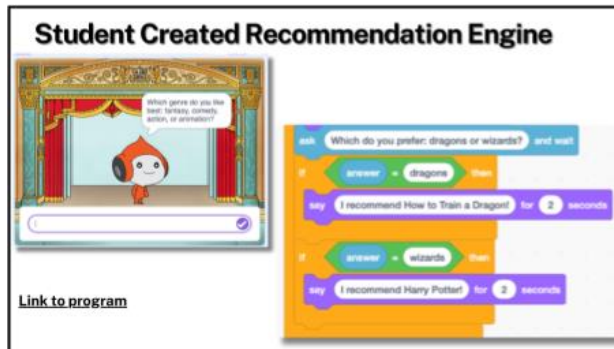 Student Created Recommendation Engine
Which genre do you like
best: fantasy, comedy,
action, or animation?
ask Which do you prefer: dragons or wizards? and wait
if answer = dragons then
say I recommend How to Train a Dragon! for 2 seconds
if answer = wizards then
say I recommend Harry Potter! for 2 seconds
Link to program